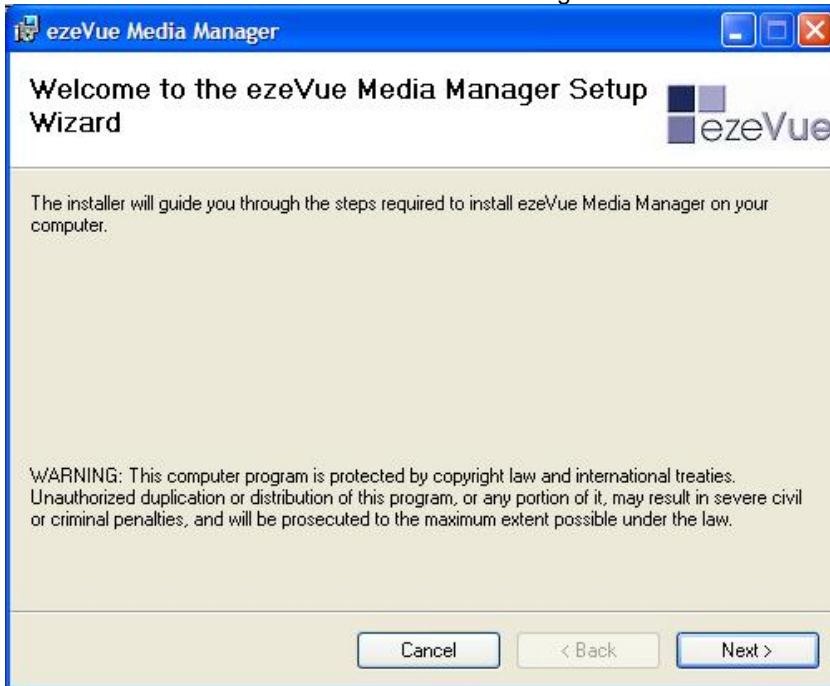 ezeVue Media Manager
Welcome to the ezeVue Media Manager Setup
Wizard
ezeVue
The installer will guide you through the steps required to install ezeVue Media Manager on your
computer.
WARNING: This computer program is protected by copyright law and international treaties.
Unauthorized duplication or distribution of this program, or any portion of it, may result in severe civil
or criminal penalties, and will be prosecuted to the maximum extent possible under the law.
Cancel < Back Next >